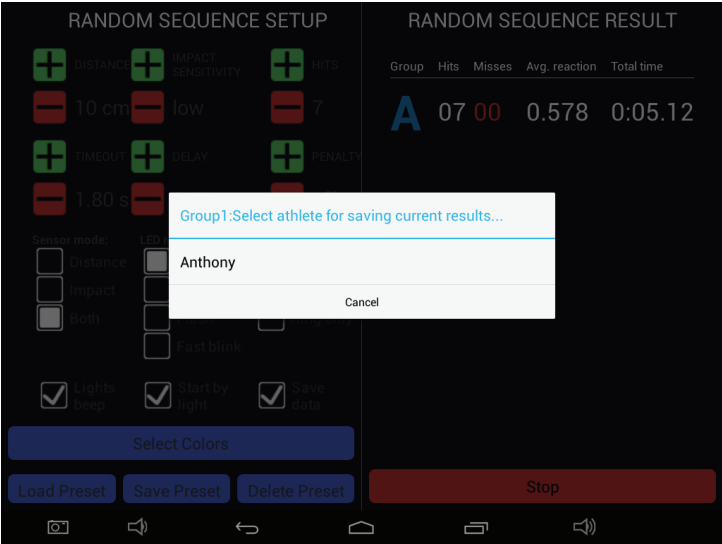 RANDOM SEQUENCE SETUP
DISTANCE
IMPACT
SENSITIVITY
HITS
10 cm
low
7
TIMEOUT
DELAY
PENALTY
1.80 s
Sensor mode:
LED
Distance
Impact
Both
Fast blink
Lights
beep
Start by
light
Save
data
Select Colors
Load Preset
Save Preset
Delete Preset
RANDOM SEQUENCE RESULT
Group Hits Misses Avg. reaction Total time
A 07 00 0.578 0:05.12
Stop
Group1:Select athlete for saving current results...
Anthony
Cancel